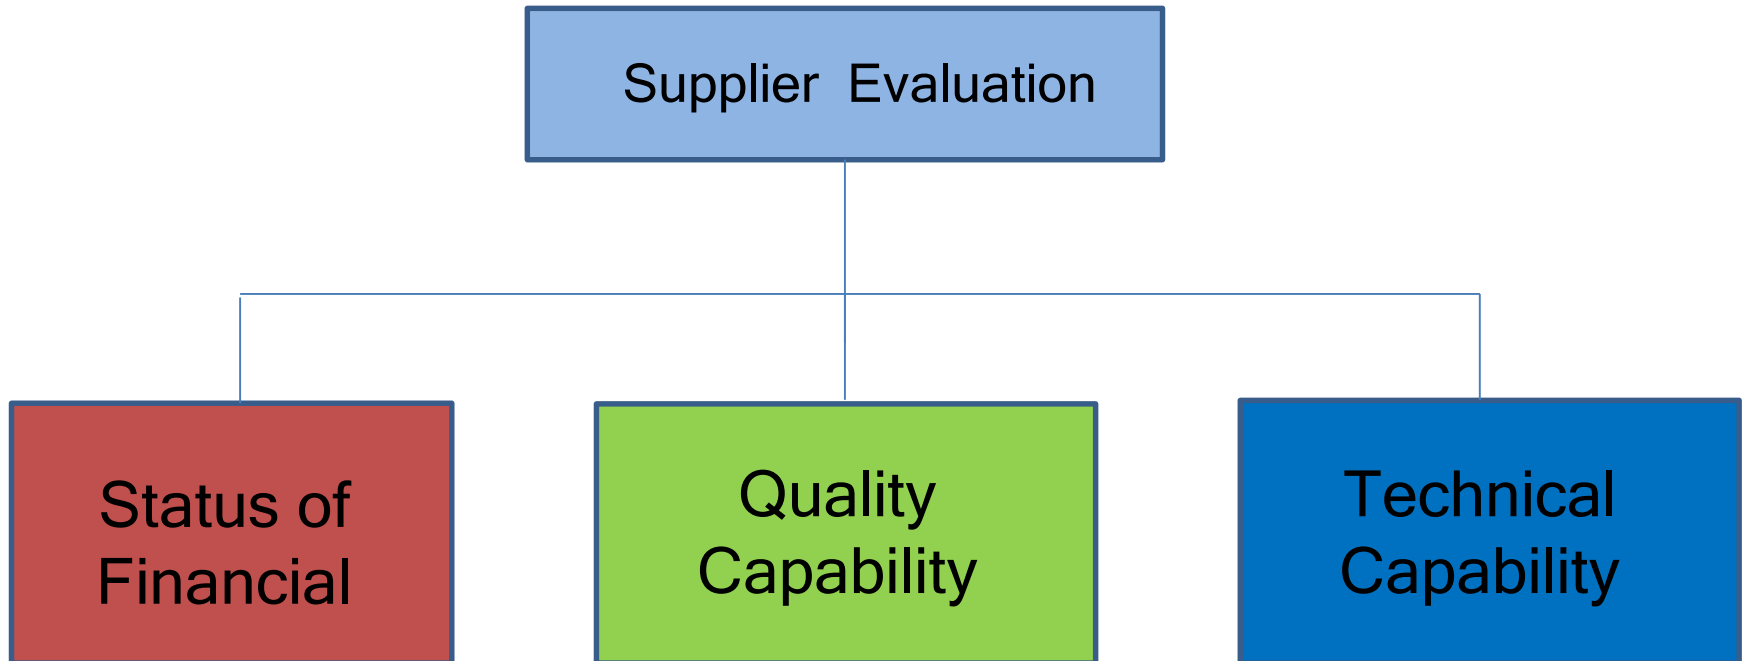 Supplier  Evaluation
Status of
Financial
Quality
Capability
Technical
Capability